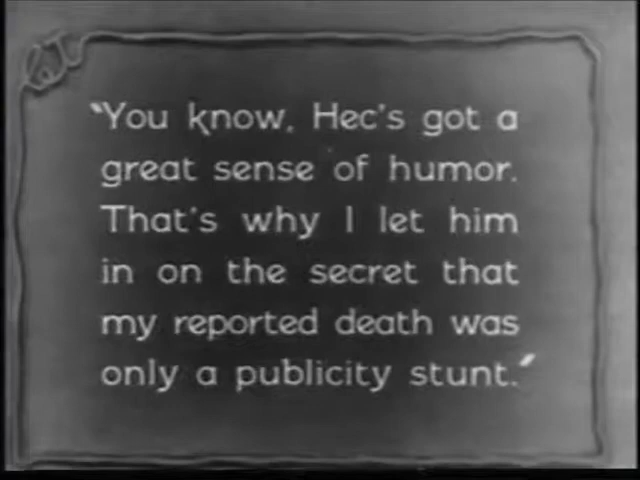 "You know, Hec's got a
great sense of humor.
That's why I let him
in on the secret that
my reported death was
only a publicity stunt."